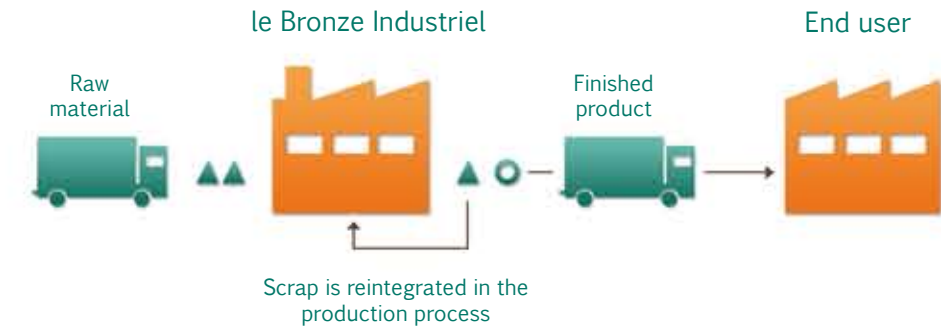 le Bronze Industriel
End user
Raw
material
Finished
product
Scrap is reintegrated in the
production process